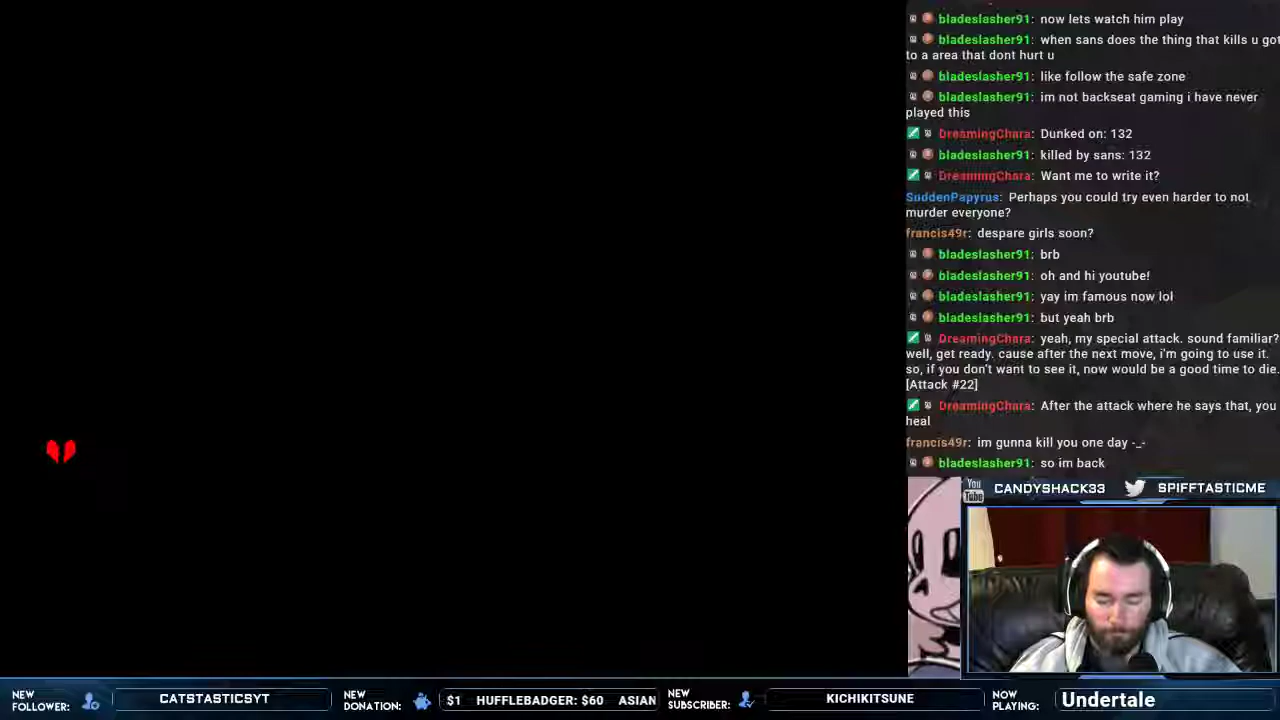 bladeslasher91: now lets watch him play
bladeslasher91: when sans does the thing that kills u got
to a area that dont hurt u
bladeslasher91: like follow the safe zone
bladeslasher91: im not backseat gaming i have never
played this
DreamingChara: Dunked on: 132
bladeslasher91: killed by sans: 132
DreamingChara: Want me to write it?
SuddenPapyrus: Perhaps you could try even harder to not
murder everyone?
francis49r: despare girls soon?
bladeslasher91: brb
bladeslasher91: oh and hi youtube!
bladeslasher91: yay im famous now lol
bladeslasher91: but yeah brb
DreamingChara: yeah, my special attack. sound familiar?
well, get ready. cause after the next move, i'm going to use it.
so, if you don't want to see it, now would be a good time to die.
[Attack #22]
DreamingChara: After the attack where he says that, you
heal
francis49r: im gunna kill you one day -_-
bladeslasher91: so im back
You Tube CANDYSHACK33 SPIFFTASTICME
NEW FOLLOWER: CATSTASTICSYT NEW DONATION: $1 HUFFLEBADGER: $60 ASIAN NEW SUBSCRIBER: KICHIKITSUNE NOW PLAYING: Undertale